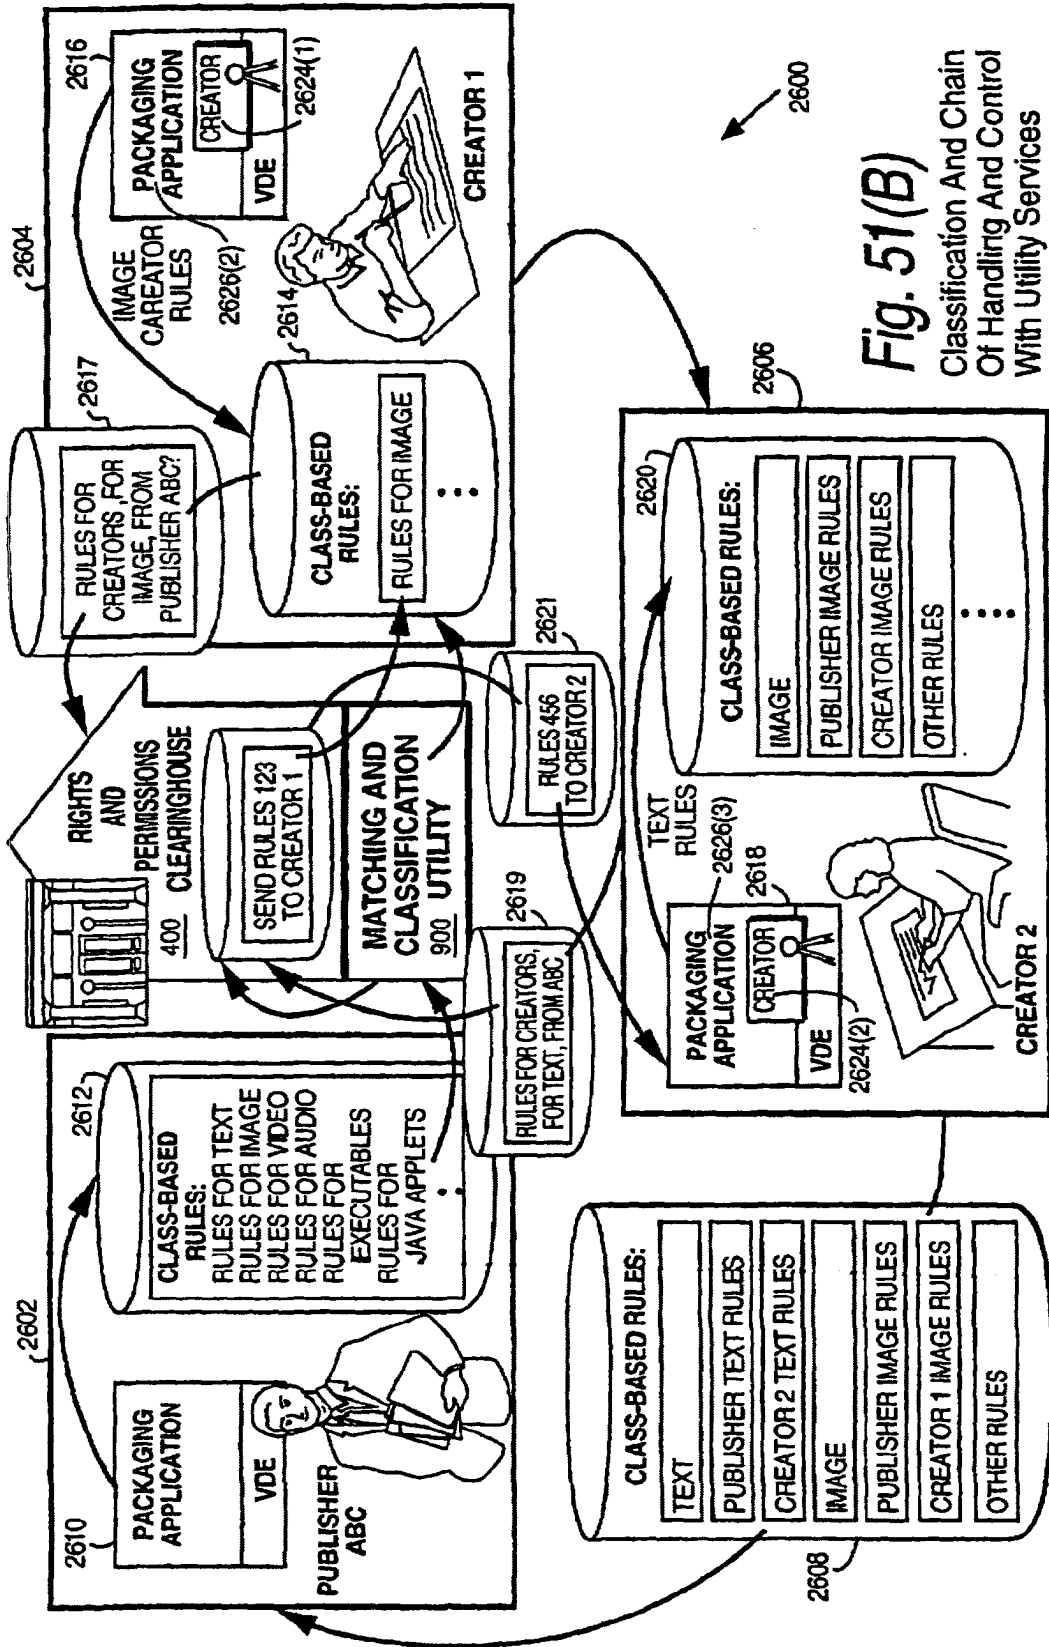 2602
2610
PACKAGING
APPLICATION
VDE
PUBLISHER
ABC
2612
CLASS-BASED
RULES:
RULES FOR TEXT
RULES FOR IMAGE
RULES FOR VIDEO
RULES FOR AUDIO
RULES FOR
EXECUTABLES
RULES FOR
JAVA APPLETS
RIGHTS
AND
PERMISSIONS
CLEARINGHOUSE
400
SEND RULES 123
TO CREATOR 1
MATCHING AND
CLASSIFICATION
900 UTILITY
2617
RULES FOR
CREATORS ,FOR
IMAGE, FROM
PUBLISHER ABC?
2604
IMAGE
CAREATOR
RULES
2626(2)
2616
PACKAGING
APPLICATION
CREATOR
VDE
2624(1)
2614
CLASS-BASED
RULES:
RULES FOR IMAGE
CREATOR 1
2619
RULES FOR CREATORS,
FOR TEXT, FROM ABC
2621
RULES 456
TO CREATOR 2
2608
CLASS-BASED RULES:
TEXT
PUBLISHER TEXT RULES
CREATOR 2 TEXT RULES
IMAGE
PUBLISHER IMAGE RULES
CREATOR 1 IMAGE RULES
OTHER RULES
2606
PACKAGING
APPLICATION
CREATOR
VDE
2624(2)
TEXT
RULES
2626(3)
2618
CREATOR 2
2620
CLASS-BASED RULES:
IMAGE
PUBLISHER IMAGE RULES
CREATOR IMAGE RULES
OTHER RULES
2600
Fig. 51(B)
Classification And Chain
Of Handling And Control
With Utility Services